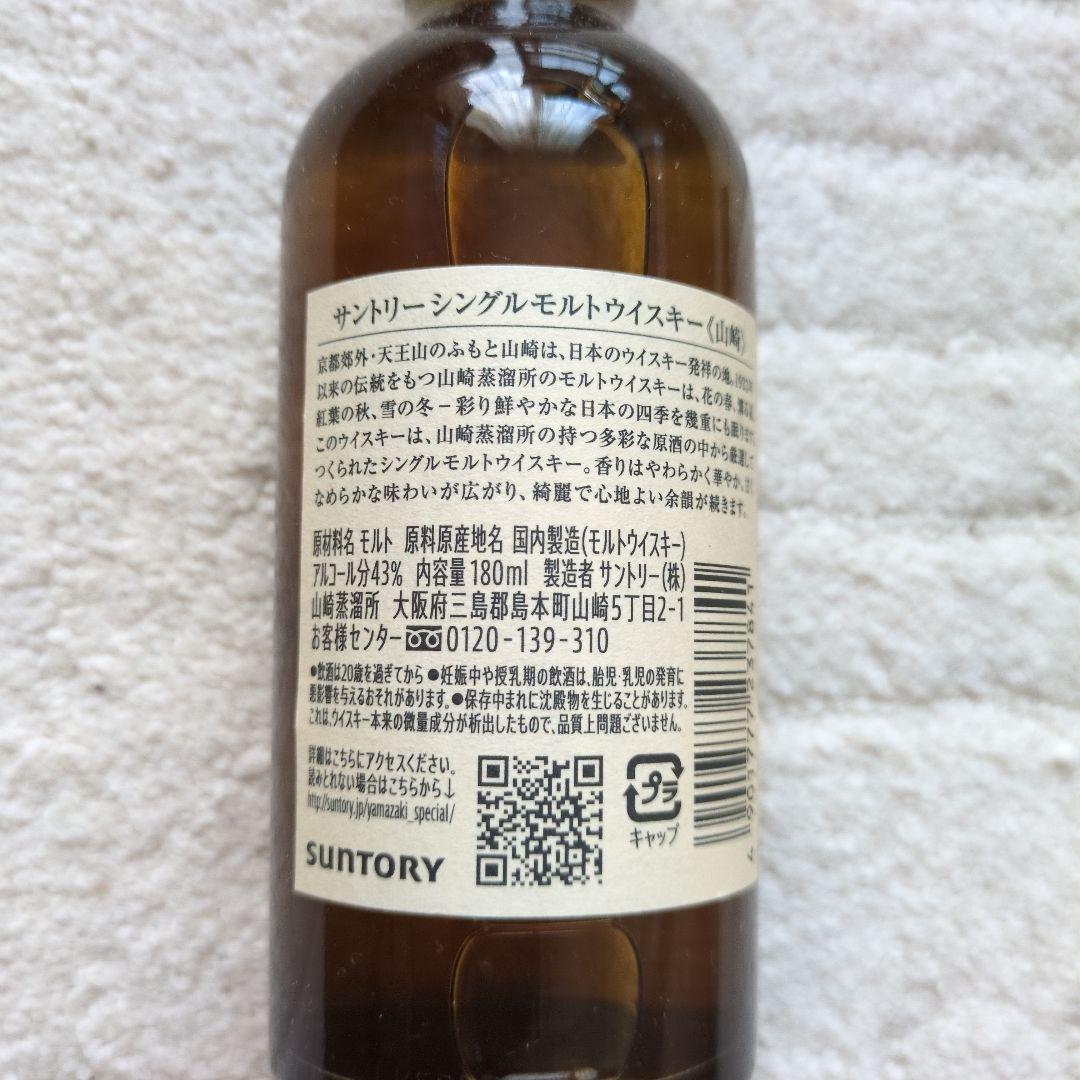 サントリーシングルモルトウイスキー《山崎》
京都郊外・天王山のふもと山崎は、日本のウイスキー発祥の地。1923年
以来の伝統をもつ山崎蒸溜所のモルトウイスキーは、花の春、
紅葉の秋、雪の冬-彩り鮮やかな日本の四季を幾重にも眠ります。
このウイスキーは、山崎蒸溜所の持つ多彩な原酒の中から厳選して
つくられたシングルモルトウイスキー。香りはやわらかく華やか。甘く
なめらかな味わいが広がり、綺麗で心地よい余韻が続きます。
原材料名 モルト 原料原産地名 国内製造(モルトウイスキー)
アルコール分43% 内容量180ml 製造者 サントリー(株)
山崎蒸溜所 大阪府三島郡島本町山崎5丁目2-1
お客様センター 0120-139-310
●飲酒は20歳を過ぎてから ●妊娠中や授乳期の飲酒は、胎児・乳児の発育に
悪影響を与えるおそれがあります。●保存中まれに沈殿物を生じることがあります。
これは、ウイスキー本来の微量成分が析出したもので、品質上問題ございません。
詳細はこちらにアクセスください。
読みとれない場合はこちらから↓
http://suntory.jp/yamazaki_special/
SUNTORY
プラ
キャップ